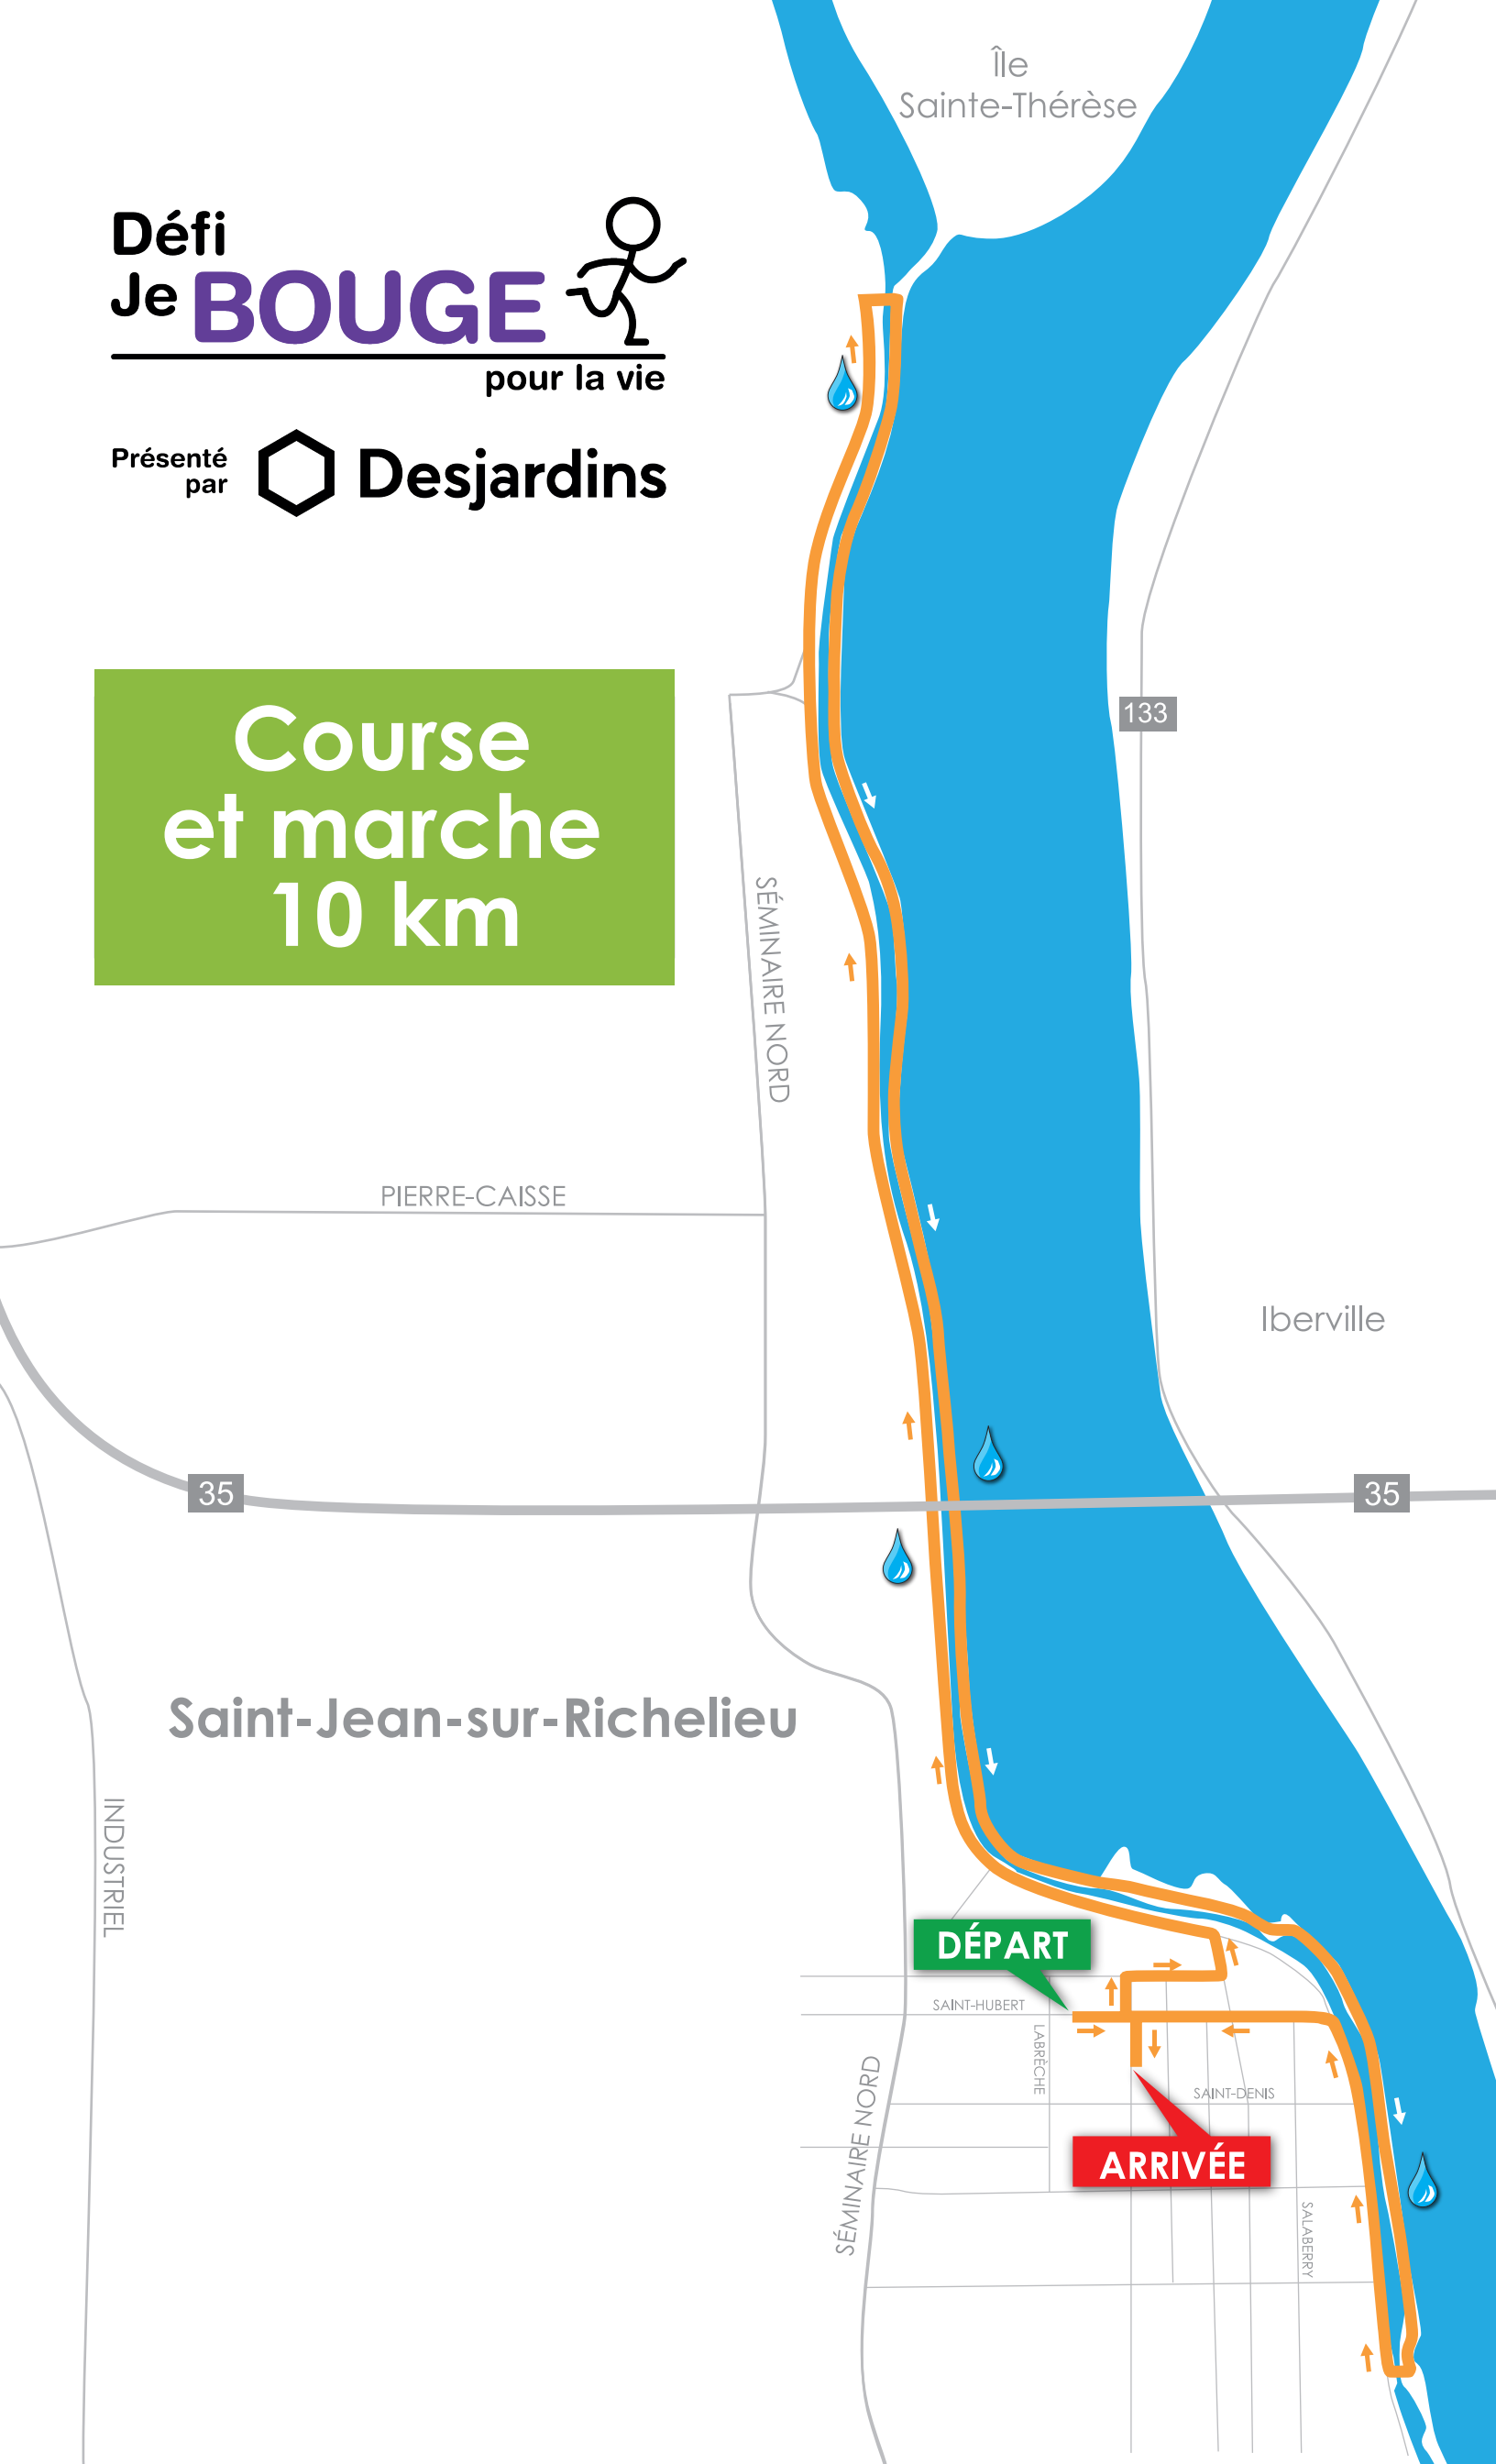 Île
Sainte-Thérèse
Défi
Je BOUGE
pour la vie
Présenté
par
Desjardins
Course
et marche
10 km
133
SÉMINAIRE NORD
PIERRE-CAISSE
Iberville
35
35
Saint-Jean-sur-Richelieu
INDUSTRIEL
DÉPART
SAINT-HUBERT
LABRÈCHE
SÉMINAIRE NORD
SAINT-DENIS
ARRIVÉE
SALABERRY